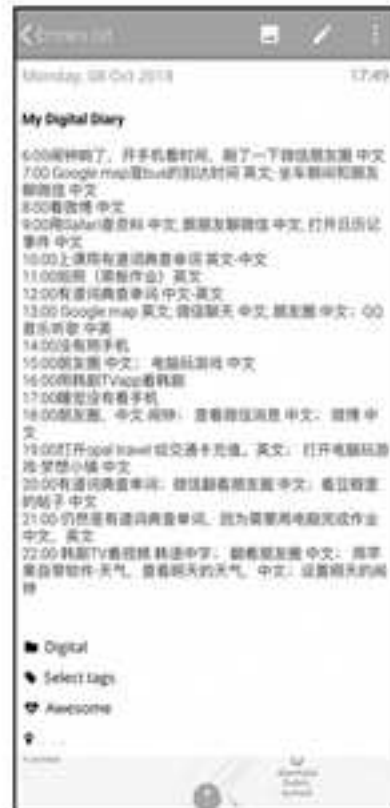 Monday, 08 Oct 2018 17:49
My Digital Diary
6:00闹钟响了，开手机看时间，刷了一下微信朋友圈 中文
7:00 Google map查bus的到达时间 英文; 坐车期间和朋友
聊微信 中文
8:00看微博 中文
9:00用Safari查资料 中文, 跟朋友聊微信 中文, 打开日历记
事件 中文
10:00上课用有道词典查单词 英文-中文
11:00拍照（黑板作业）英文
12:00有道词典查单词 中文-英文
13:00 Google map 英文, 微信聊天 中文, 朋友圈 中文；QQ
音乐听歌 中英
14:00没有用手机
15:00朋友圈 中文； 电脑玩游戏 中文
16:00用韩剧TVapp看韩剧
17:00睡觉没有看手机
18:00朋友圈，中文 闹钟； 查看微信消息 中文； 微博 中
文
19:00打开opal travel 给交通卡充值，英文； 打开电脑玩游
戏-梦想小镇 中文
20:00有道词典查单词；微信翻看朋友圈 中文；看豆瓣里
的帖子 中文
21:00 仍然是有道词典查单词，因为需要用电脑完成作业
中文，英文
22:00 韩剧TV看视频 韩语中字； 翻看朋友圈 中文； 用苹
果自带软件-天气，查看明天的天气，中文；设置明天的闹
钟
Digital
Select tags
Awesome